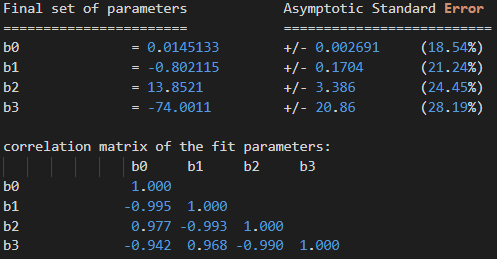 Final set of parameters            Asymptotic Standard Error
=======================            ==========================
b0              = 0.0145133        +/- 0.002691     (18.54%)
b1              = -0.802115        +/- 0.1704       (21.24%)
b2              = 13.8521          +/- 3.386        (24.45%)
b3              = -74.0011         +/- 20.86        (28.19%)
correlation matrix of the fit parameters:
                b0     b1     b2     b3
b0              1.000
b1             -0.995  1.000
b2              0.977 -0.993  1.000
b3             -0.942  0.968 -0.990  1.000